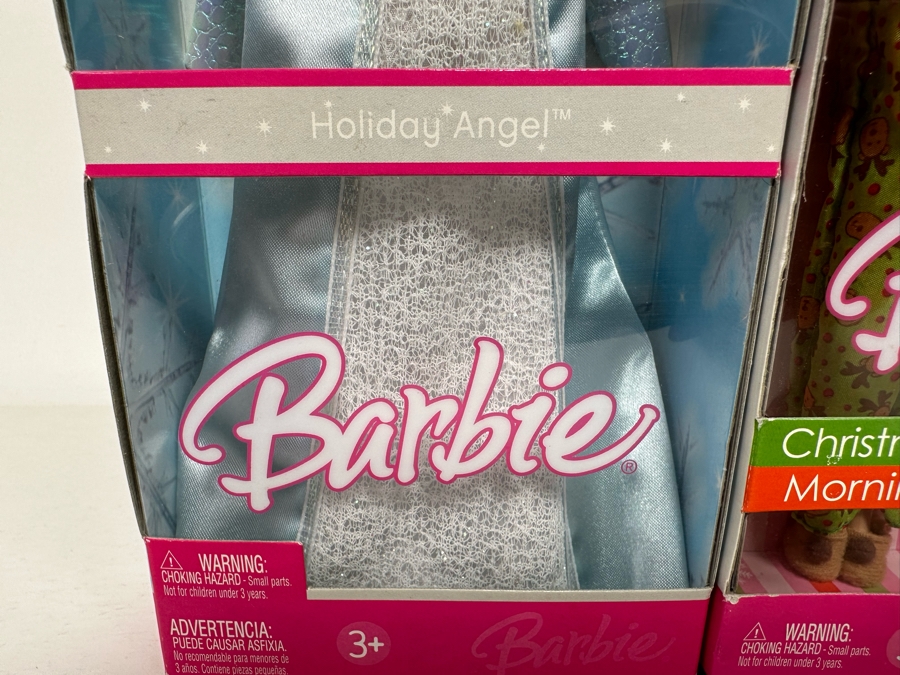 Holiday Angel™
Barbie®
WARNING:
CHOKING HAZARD - Small parts.
Not for children under 3 years.
ADVERTENCIA:
PUEDE CAUSAR ASFIXIA.
No recomendable para menores de
3 años. Contiene piezas pequeñas.
3+
Barbie
Christm
Mornin
WARNING:
CHOKING HAZARD - Small parts.
Not for children under 3 years.